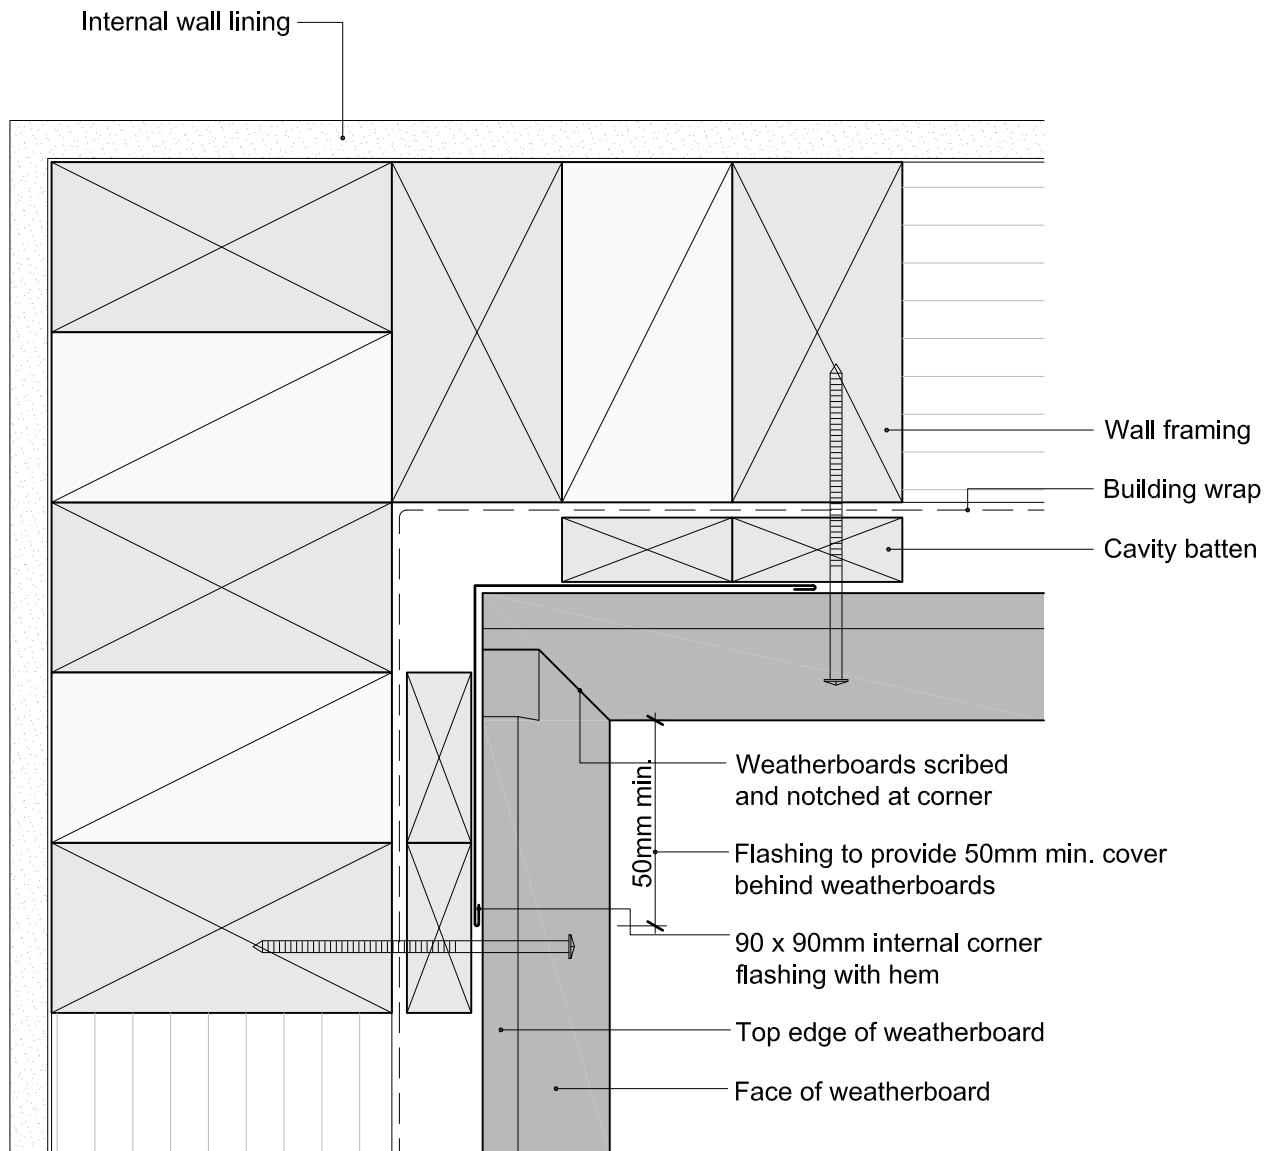 Internal wall lining
Wall framing
Building wrap
Cavity batten
Weatherboards scribed
and notched at corner
50mm min.
Flashing to provide 50mm min. cover
behind weatherboards
90 x 90mm internal corner
flashing with hem
Top edge of weatherboard
Face of weatherboard